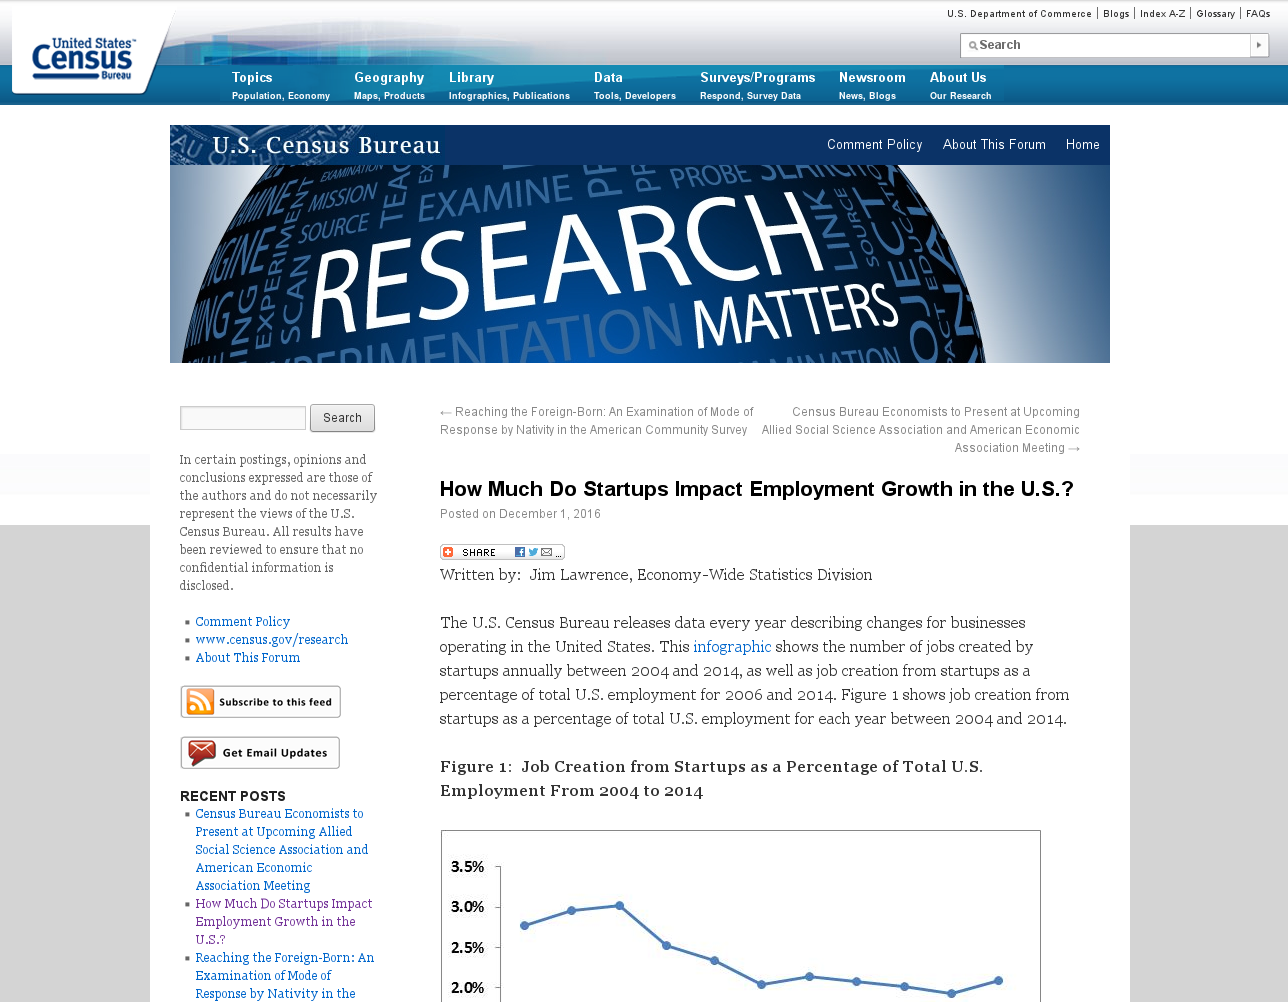 U.S. Department of Commerce | Blogs | Index A-Z | Glossary | FAQs
United States™
Census
Bureau
Search
Topics
Population, Economy
Geography
Maps, Products
Library
Infographics, Publications
Data
Tools, Developers
Surveys/Programs
Respond, Survey Data
Newsroom
News, Blogs
About Us
Our Research
U.S. Census Bureau
Comment Policy
About This Forum
Home
RESEARCH
MATTERS
EXAMINE
PROBE
SEARCH
EXAMINATION
MISSION
SOURCE
EXPERIMENT
SCAN
LINK
SOURCE
Search
In certain postings, opinions and
conclusions expressed are those of
the authors and do not necessarily
represent the views of the U.S.
Census Bureau. All results have
been reviewed to ensure that no
confidential information is
disclosed.
Comment Policy
www.census.gov/research
About This Forum
Subscribe to this feed
Get Email Updates
RECENT POSTS
Census Bureau Economists to
Present at Upcoming Allied
Social Science Association and
American Economic
Association Meeting
How Much Do Startups Impact
Employment Growth in the
U.S.?
Reaching the Foreign-Born: An
Examination of Mode of
Response by Nativity in the
← Reaching the Foreign-Born: An Examination of Mode of
Response by Nativity in the American Community Survey
Census Bureau Economists to Present at Upcoming
Allied Social Science Association and American Economic
Association Meeting →
How Much Do Startups Impact Employment Growth in the U.S.?
Posted on December 1, 2016
SHARE ...
Written by:  Jim Lawrence, Economy-Wide Statistics Division
The U.S. Census Bureau releases data every year describing changes for businesses
operating in the United States. This infographic shows the number of jobs created by
startups annually between 2004 and 2014, as well as job creation from startups as a
percentage of total U.S. employment for 2006 and 2014. Figure 1 shows job creation from
startups as a percentage of total U.S. employment for each year between 2004 and 2014.
Figure 1:  Job Creation from Startups as a Percentage of Total U.S.
Employment From 2004 to 2014
3.5%
3.0%
2.5%
2.0%